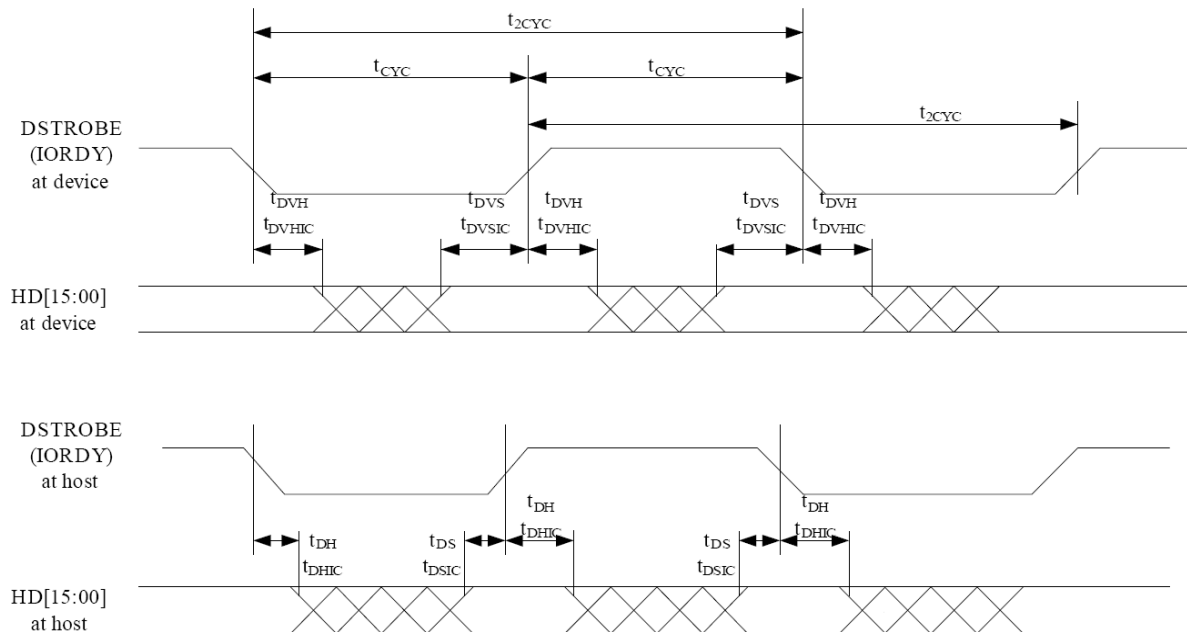 t2CYC
tCYC tCYC
t2CYC
DSTROBE
(IORDY)
at device
tDVH tDVS tDVH tDVS tDVH
tDVHIC tDVSIC tDVHIC tDVSIC tDVHIC
HD[15:00]
at device
DSTROBE
(IORDY)
at host
tDH tDH
tDHIC tDHIC
tDH tDS tDS
tDHIC tDSIC tDSIC
HD[15:00]
at host